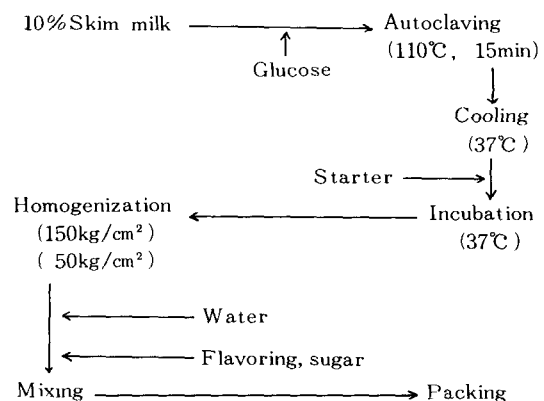 10%Skim milk
Autoclaving
(110℃, 15min)
Glucose
Cooling
(37℃)
Starter
Homogenization
(150kg/cm²)
( 50kg/cm²)
Incubation
(37℃)
Water
Flavoring, sugar
Mixing
Packing